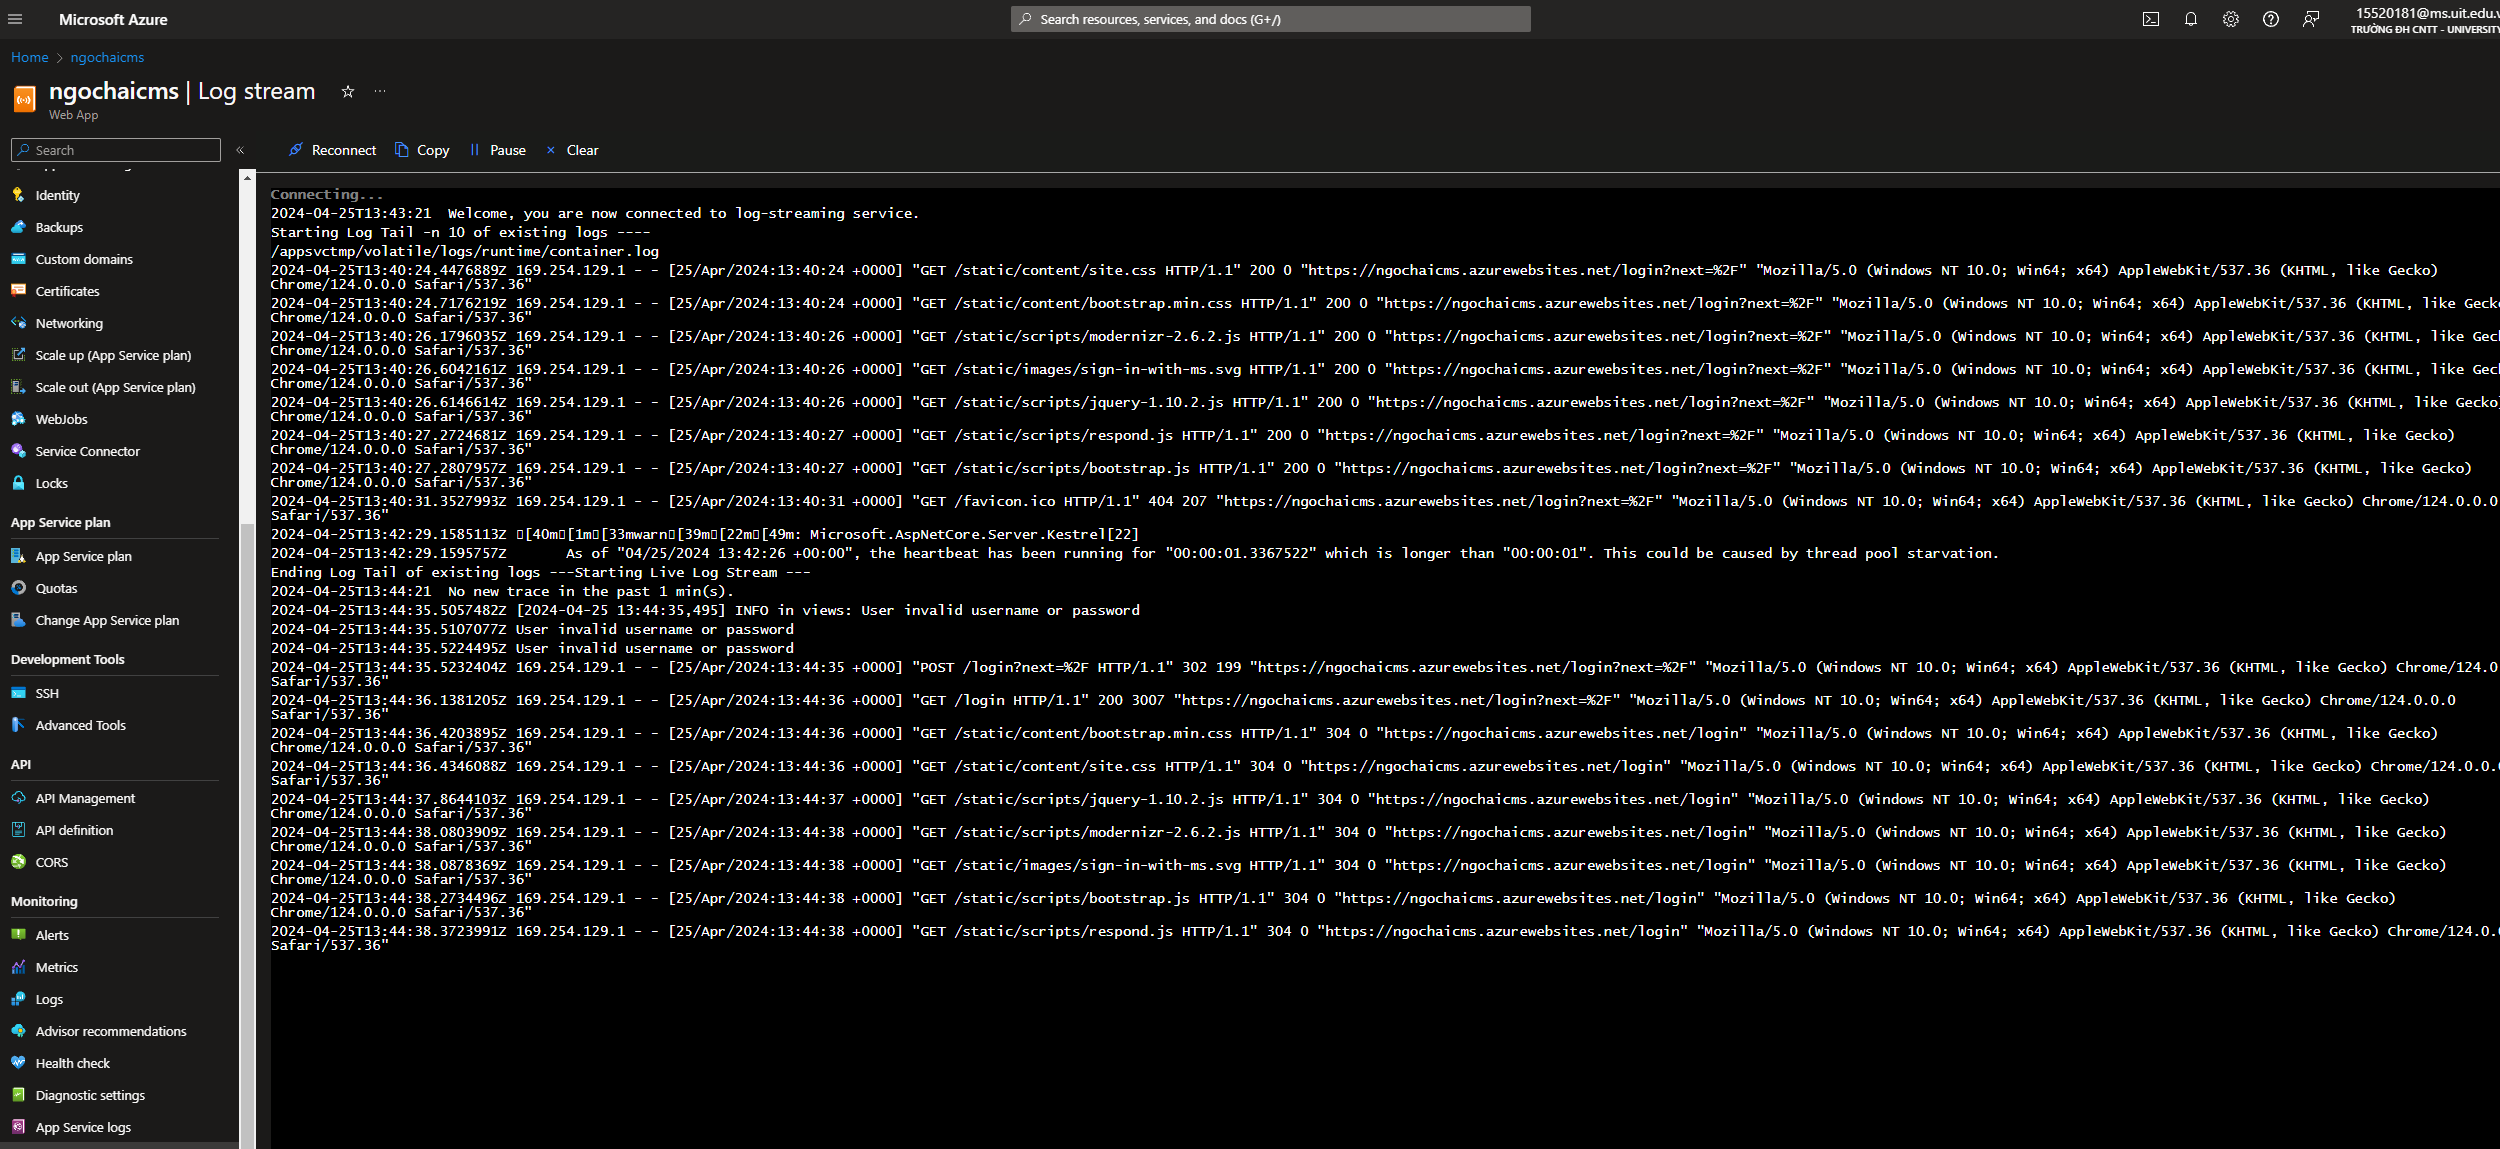 Microsoft Azure
Search resources, services, and docs (G+/)
15520181@ms.uit.edu.v
TRƯỜNG ĐH CNTT - UNIVERSITY
Home > ngochaicms
ngochaicms | Log stream
Web App
Search
Reconnect
Copy
Pause
Clear
Identity
Backups
Custom domains
Certificates
Networking
Scale up (App Service plan)
Scale out (App Service plan)
WebJobs
Service Connector
Locks
App Service plan
App Service plan
Quotas
Change App Service plan
Development Tools
SSH
Advanced Tools
API
API Management
API definition
CORS
Monitoring
Alerts
Metrics
Logs
Advisor recommendations
Health check
Diagnostic settings
App Service logs
Connecting...
2024-04-25T13:43:21  Welcome, you are now connected to log-streaming service.
Starting Log Tail -n 10 of existing logs ----
/appsvctmp/volatile/logs/runtime/container.log
2024-04-25T13:40:24.4476889Z 169.254.129.1 - - [25/Apr/2024:13:40:24 +0000] "GET /static/content/site.css HTTP/1.1" 200 0 "https://ngochaicms.azurewebsites.net/login?next=%2F" "Mozilla/5.0 (Windows NT 10.0; Win64; x64) AppleWebKit/537.36 (KHTML, like Gecko)
Chrome/124.0.0.0 Safari/537.36"
2024-04-25T13:40:24.7176219Z 169.254.129.1 - - [25/Apr/2024:13:40:24 +0000] "GET /static/content/bootstrap.min.css HTTP/1.1" 200 0 "https://ngochaicms.azurewebsites.net/login?next=%2F" "Mozilla/5.0 (Windows NT 10.0; Win64; x64) AppleWebKit/537.36 (KHTML, like Gecko
Chrome/124.0.0.0 Safari/537.36"
2024-04-25T13:40:26.1796035Z 169.254.129.1 - - [25/Apr/2024:13:40:26 +0000] "GET /static/scripts/modernizr-2.6.2.js HTTP/1.1" 200 0 "https://ngochaicms.azurewebsites.net/login?next=%2F" "Mozilla/5.0 (Windows NT 10.0; Win64; x64) AppleWebKit/537.36 (KHTML, like Gec
Chrome/124.0.0.0 Safari/537.36"
2024-04-25T13:40:26.6042161Z 169.254.129.1 - - [25/Apr/2024:13:40:26 +0000] "GET /static/images/sign-in-with-ms.svg HTTP/1.1" 200 0 "https://ngochaicms.azurewebsites.net/login?next=%2F" "Mozilla/5.0 (Windows NT 10.0; Win64; x64) AppleWebKit/537.36 (KHTML, like Gec
Chrome/124.0.0.0 Safari/537.36"
2024-04-25T13:40:26.6146614Z 169.254.129.1 - - [25/Apr/2024:13:40:26 +0000] "GET /static/scripts/jquery-1.10.2.js HTTP/1.1" 200 0 "https://ngochaicms.azurewebsites.net/login?next=%2F" "Mozilla/5.0 (Windows NT 10.0; Win64; x64) AppleWebKit/537.36 (KHTML, like Gecko)
Chrome/124.0.0.0 Safari/537.36"
2024-04-25T13:40:27.2724681Z 169.254.129.1 - - [25/Apr/2024:13:40:27 +0000] "GET /static/scripts/respond.js HTTP/1.1" 200 0 "https://ngochaicms.azurewebsites.net/login?next=%2F" "Mozilla/5.0 (Windows NT 10.0; Win64; x64) AppleWebKit/537.36 (KHTML, like Gecko)
Chrome/124.0.0.0 Safari/537.36"
2024-04-25T13:40:27.2807957Z 169.254.129.1 - - [25/Apr/2024:13:40:27 +0000] "GET /static/scripts/bootstrap.js HTTP/1.1" 200 0 "https://ngochaicms.azurewebsites.net/login?next=%2F" "Mozilla/5.0 (Windows NT 10.0; Win64; x64) AppleWebKit/537.36 (KHTML, like Gecko)
Chrome/124.0.0.0 Safari/537.36"
2024-04-25T13:40:31.3527993Z 169.254.129.1 - - [25/Apr/2024:13:40:31 +0000] "GET /favicon.ico HTTP/1.1" 404 207 "https://ngochaicms.azurewebsites.net/login?next=%2F" "Mozilla/5.0 (Windows NT 10.0; Win64; x64) AppleWebKit/537.36 (KHTML, like Gecko) Chrome/124.0.0.0
Safari/537.36"
2024-04-25T13:42:29.1585113Z [40m[1m[33mwarn[39m[22m[49m: Microsoft.AspNetCore.Server.Kestrel[22]
2024-04-25T13:42:29.1595757Z       As of "04/25/2024 13:42:26 +00:00", the heartbeat has been running for "00:00:01.3367522" which is longer than "00:00:01". This could be caused by thread pool starvation.
Ending Log Tail of existing logs ---Starting Live Log Stream ---
2024-04-25T13:44:21  No new trace in the past 1 min(s).
2024-04-25T13:44:35.5057482Z [2024-04-25 13:44:35,495] INFO in views: User invalid username or password
2024-04-25T13:44:35.5107077Z User invalid username or password
2024-04-25T13:44:35.5224495Z User invalid username or password
2024-04-25T13:44:35.5232404Z 169.254.129.1 - - [25/Apr/2024:13:44:35 +0000] "POST /login?next=%2F HTTP/1.1" 302 199 "https://ngochaicms.azurewebsites.net/login?next=%2F" "Mozilla/5.0 (Windows NT 10.0; Win64; x64) AppleWebKit/537.36 (KHTML, like Gecko) Chrome/124.0
Safari/537.36"
2024-04-25T13:44:36.1381205Z 169.254.129.1 - - [25/Apr/2024:13:44:36 +0000] "GET /login HTTP/1.1" 200 3007 "https://ngochaicms.azurewebsites.net/login?next=%2F" "Mozilla/5.0 (Windows NT 10.0; Win64; x64) AppleWebKit/537.36 (KHTML, like Gecko) Chrome/124.0.0.0
Safari/537.36"
2024-04-25T13:44:36.4203895Z 169.254.129.1 - - [25/Apr/2024:13:44:36 +0000] "GET /static/content/bootstrap.min.css HTTP/1.1" 304 0 "https://ngochaicms.azurewebsites.net/login" "Mozilla/5.0 (Windows NT 10.0; Win64; x64) AppleWebKit/537.36 (KHTML, like Gecko)
Chrome/124.0.0.0 Safari/537.36"
2024-04-25T13:44:36.4346088Z 169.254.129.1 - - [25/Apr/2024:13:44:36 +0000] "GET /static/content/site.css HTTP/1.1" 304 0 "https://ngochaicms.azurewebsites.net/login" "Mozilla/5.0 (Windows NT 10.0; Win64; x64) AppleWebKit/537.36 (KHTML, like Gecko) Chrome/124.0.0
Safari/537.36"
2024-04-25T13:44:37.8644103Z 169.254.129.1 - - [25/Apr/2024:13:44:37 +0000] "GET /static/scripts/jquery-1.10.2.js HTTP/1.1" 304 0 "https://ngochaicms.azurewebsites.net/login" "Mozilla/5.0 (Windows NT 10.0; Win64; x64) AppleWebKit/537.36 (KHTML, like Gecko)
Chrome/124.0.0.0 Safari/537.36"
2024-04-25T13:44:38.0803909Z 169.254.129.1 - - [25/Apr/2024:13:44:38 +0000] "GET /static/scripts/modernizr-2.6.2.js HTTP/1.1" 304 0 "https://ngochaicms.azurewebsites.net/login" "Mozilla/5.0 (Windows NT 10.0; Win64; x64) AppleWebKit/537.36 (KHTML, like Gecko)
Chrome/124.0.0.0 Safari/537.36"
2024-04-25T13:44:38.0878369Z 169.254.129.1 - - [25/Apr/2024:13:44:38 +0000] "GET /static/images/sign-in-with-ms.svg HTTP/1.1" 304 0 "https://ngochaicms.azurewebsites.net/login" "Mozilla/5.0 (Windows NT 10.0; Win64; x64) AppleWebKit/537.36 (KHTML, like Gecko)
Chrome/124.0.0.0 Safari/537.36"
2024-04-25T13:44:38.2734496Z 169.254.129.1 - - [25/Apr/2024:13:44:38 +0000] "GET /static/scripts/bootstrap.js HTTP/1.1" 304 0 "https://ngochaicms.azurewebsites.net/login" "Mozilla/5.0 (Windows NT 10.0; Win64; x64) AppleWebKit/537.36 (KHTML, like Gecko)
Chrome/124.0.0.0 Safari/537.36"
2024-04-25T13:44:38.3723991Z 169.254.129.1 - - [25/Apr/2024:13:44:38 +0000] "GET /static/scripts/respond.js HTTP/1.1" 304 0 "https://ngochaicms.azurewebsites.net/login" "Mozilla/5.0 (Windows NT 10.0; Win64; x64) AppleWebKit/537.36 (KHTML, like Gecko) Chrome/124.0.0
Safari/537.36"